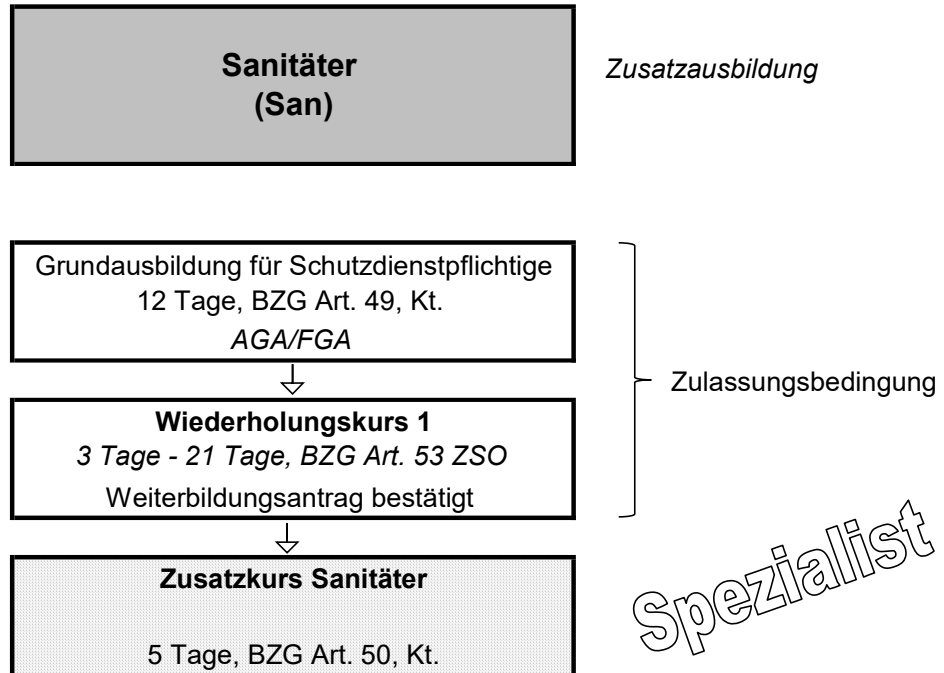 Sanitäter
(San)
Zusatzausbildung
Grundausbildung für Schutzdienstpflichtige
12 Tage, BZG Art. 49, Kt.
AGA/FGA
Zulassungsbedingung
Wiederholungskurs 1
3 Tage - 21 Tage, BZG Art. 53 ZSO
Weiterbildungsantrag bestätigt
Spezialist
Zusatzkurs Sanitäter
5 Tage, BZG Art. 50, Kt.